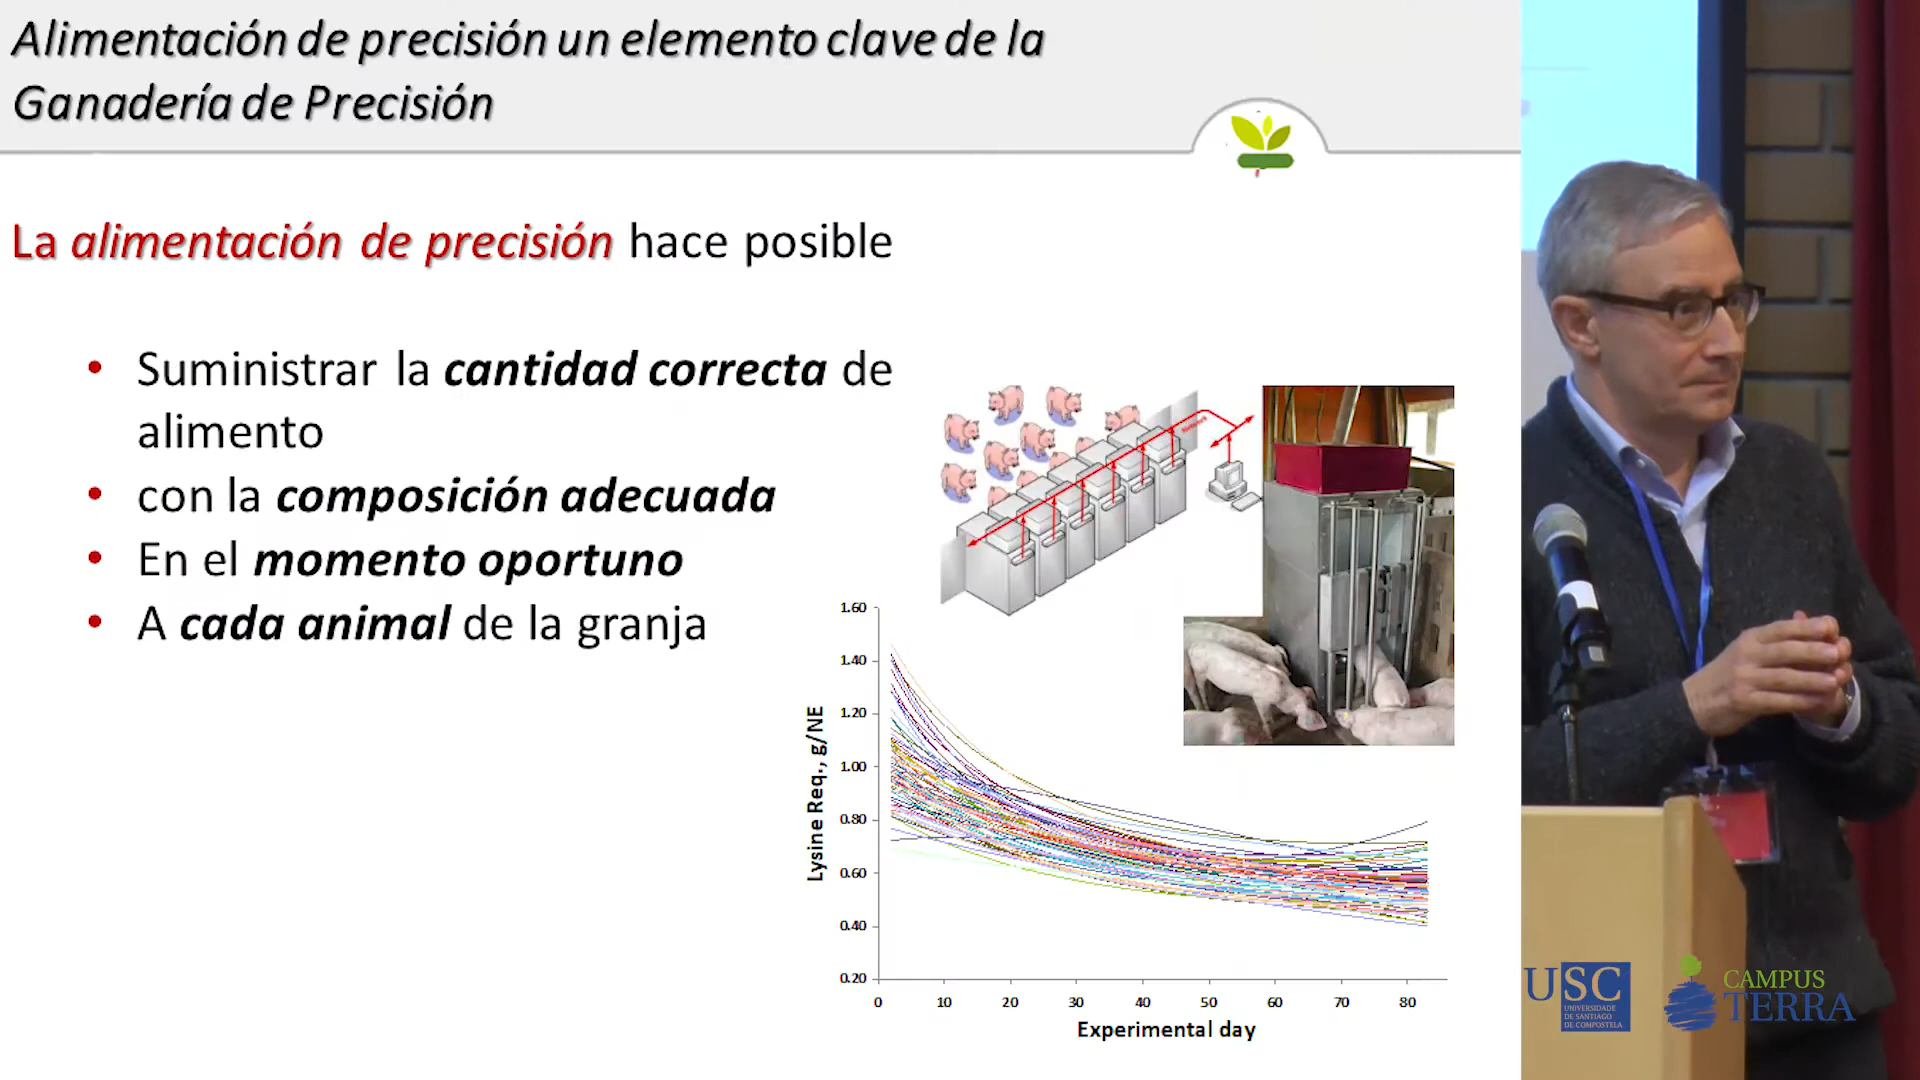 Alimentación de precisión un elemento clave de la
Ganadería de Precisión
La alimentación de precisión hace posible
• Suministrar la cantidad correcta de
alimento
• con la composición adecuada
• En el momento oportuno
• A cada animal de la granja
Network
1.60
1.40
1.20
1.00
0.80
0.60
0.40
0.20
Lysine Req., g/NE
0 10 20 30 40 50 60 70 80
Experimental day
USC
UNIVERSIDADE
DE SANTIAGO
DE COMPOSTELA
CAMPUS
TERRA